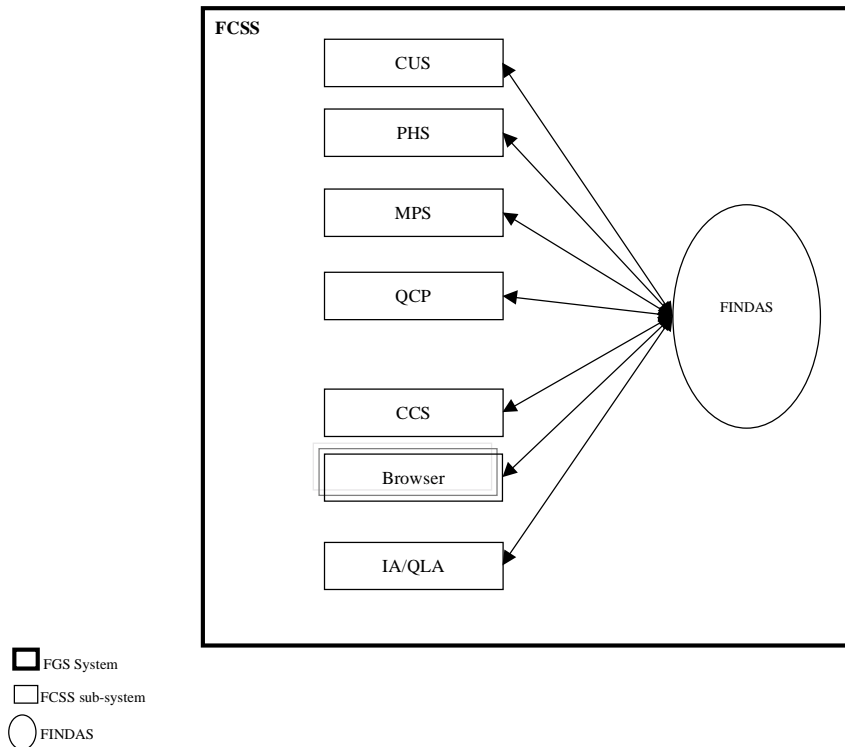 FCSS
CUS
PHS
MPS
QCP
FINDAS
CCS
Browser
IA/QLA
FGS System
FCSS sub-system
FINDAS